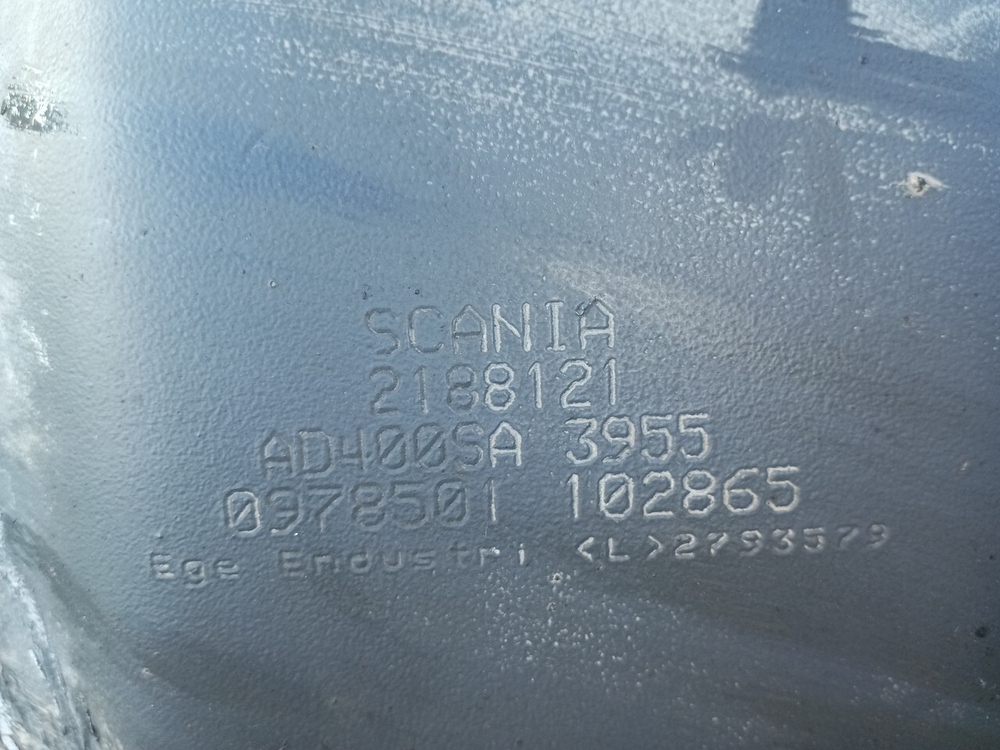 SCANIA
2188121
AD400SA 3955
0978501 102865
Ege Endustri <L>2793579